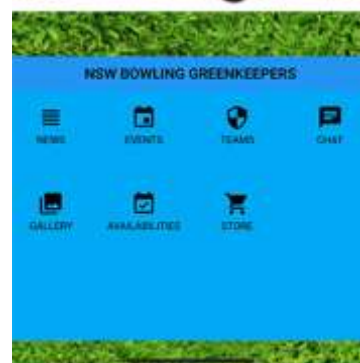 NSW BOWLING GREENKEEPERS
NEWS EVENTS TEAMS CHAT
GALLERY AVAILABILITIES STORE